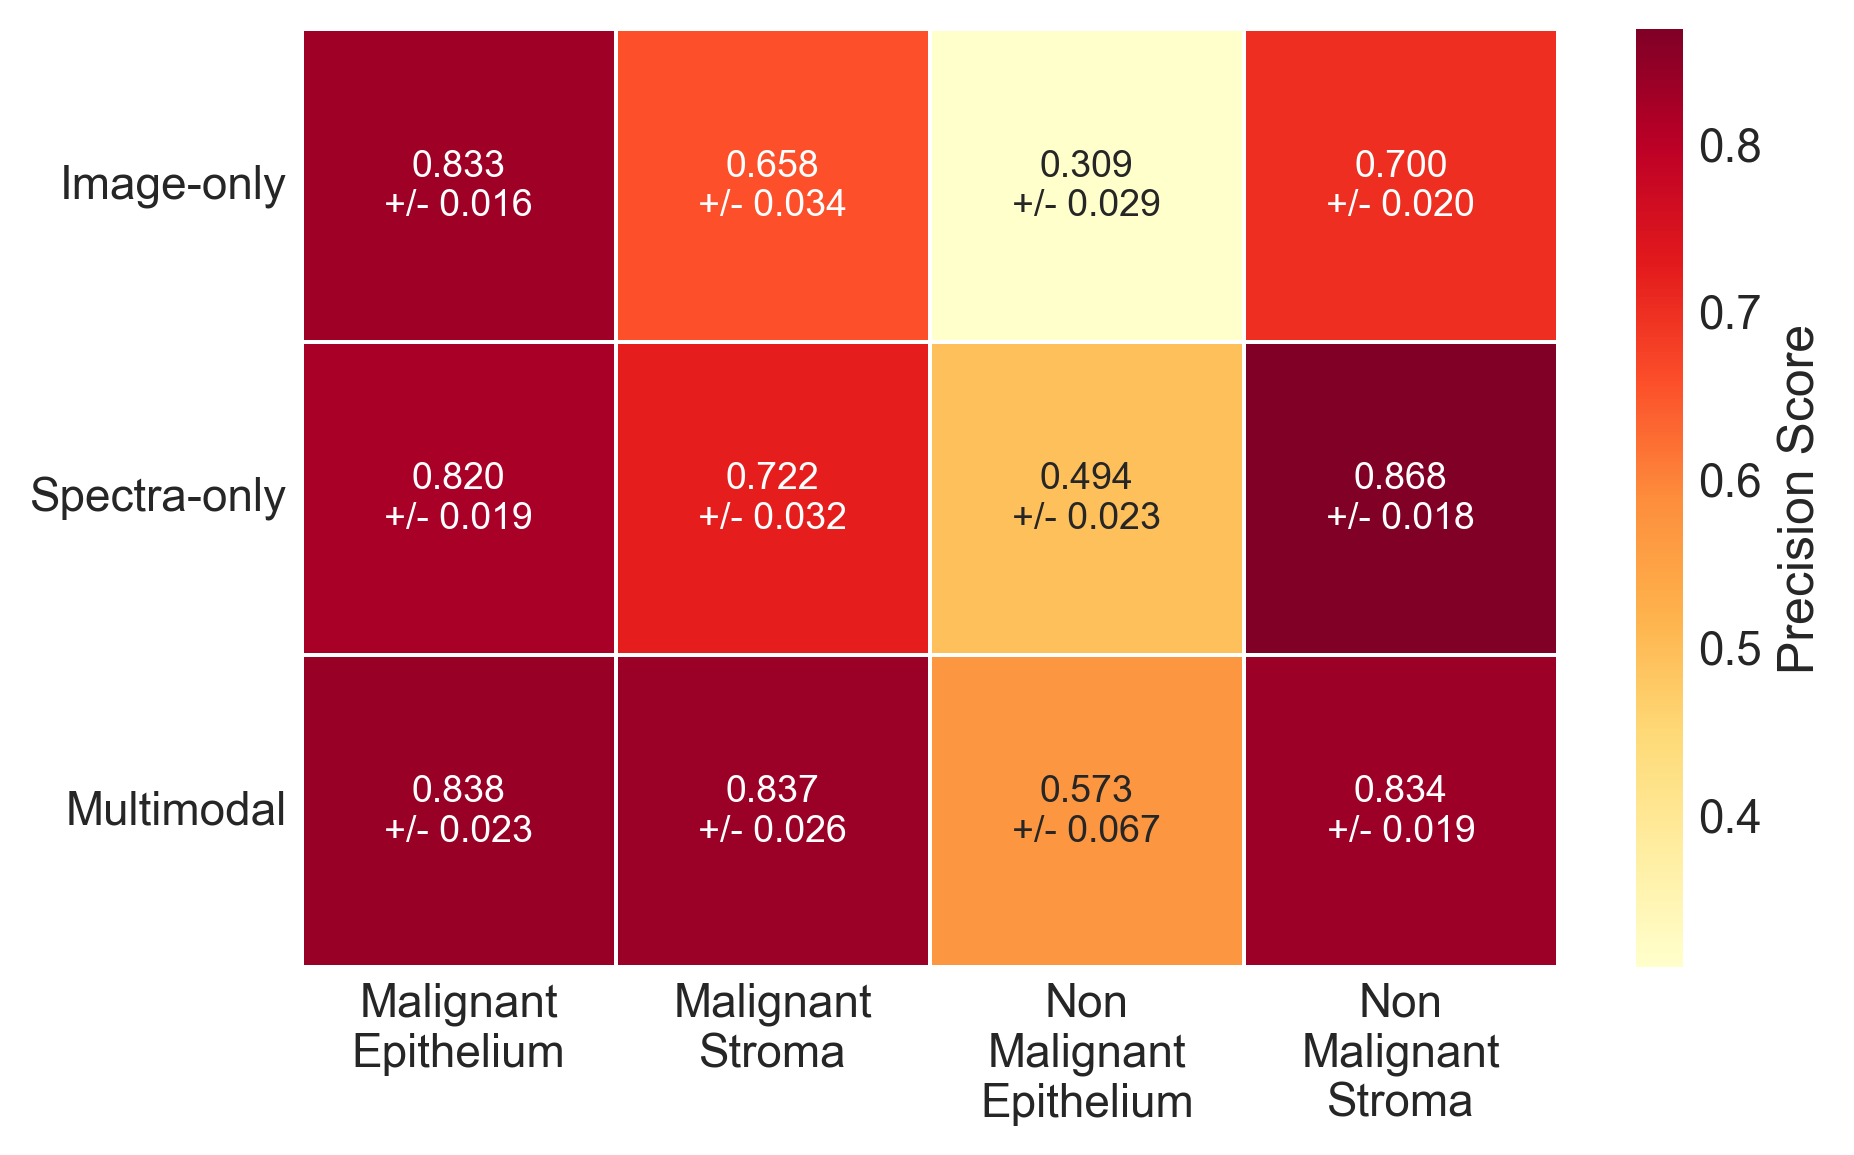 Image-only
0.833
+/- 0.016
0.658
+/- 0.034
0.309
+/- 0.029
0.700
+/- 0.020
Spectra-only
0.820
+/- 0.019
0.722
+/- 0.032
0.494
+/- 0.023
0.868
+/- 0.018
Multimodal
0.838
+/- 0.023
0.837
+/- 0.026
0.573
+/- 0.067
0.834
+/- 0.019
Malignant
Epithelium
Malignant
Stroma
Non
Malignant
Epithelium
Non
Malignant
Stroma
0.8
0.7
0.6
0.5
0.4
Precision Score